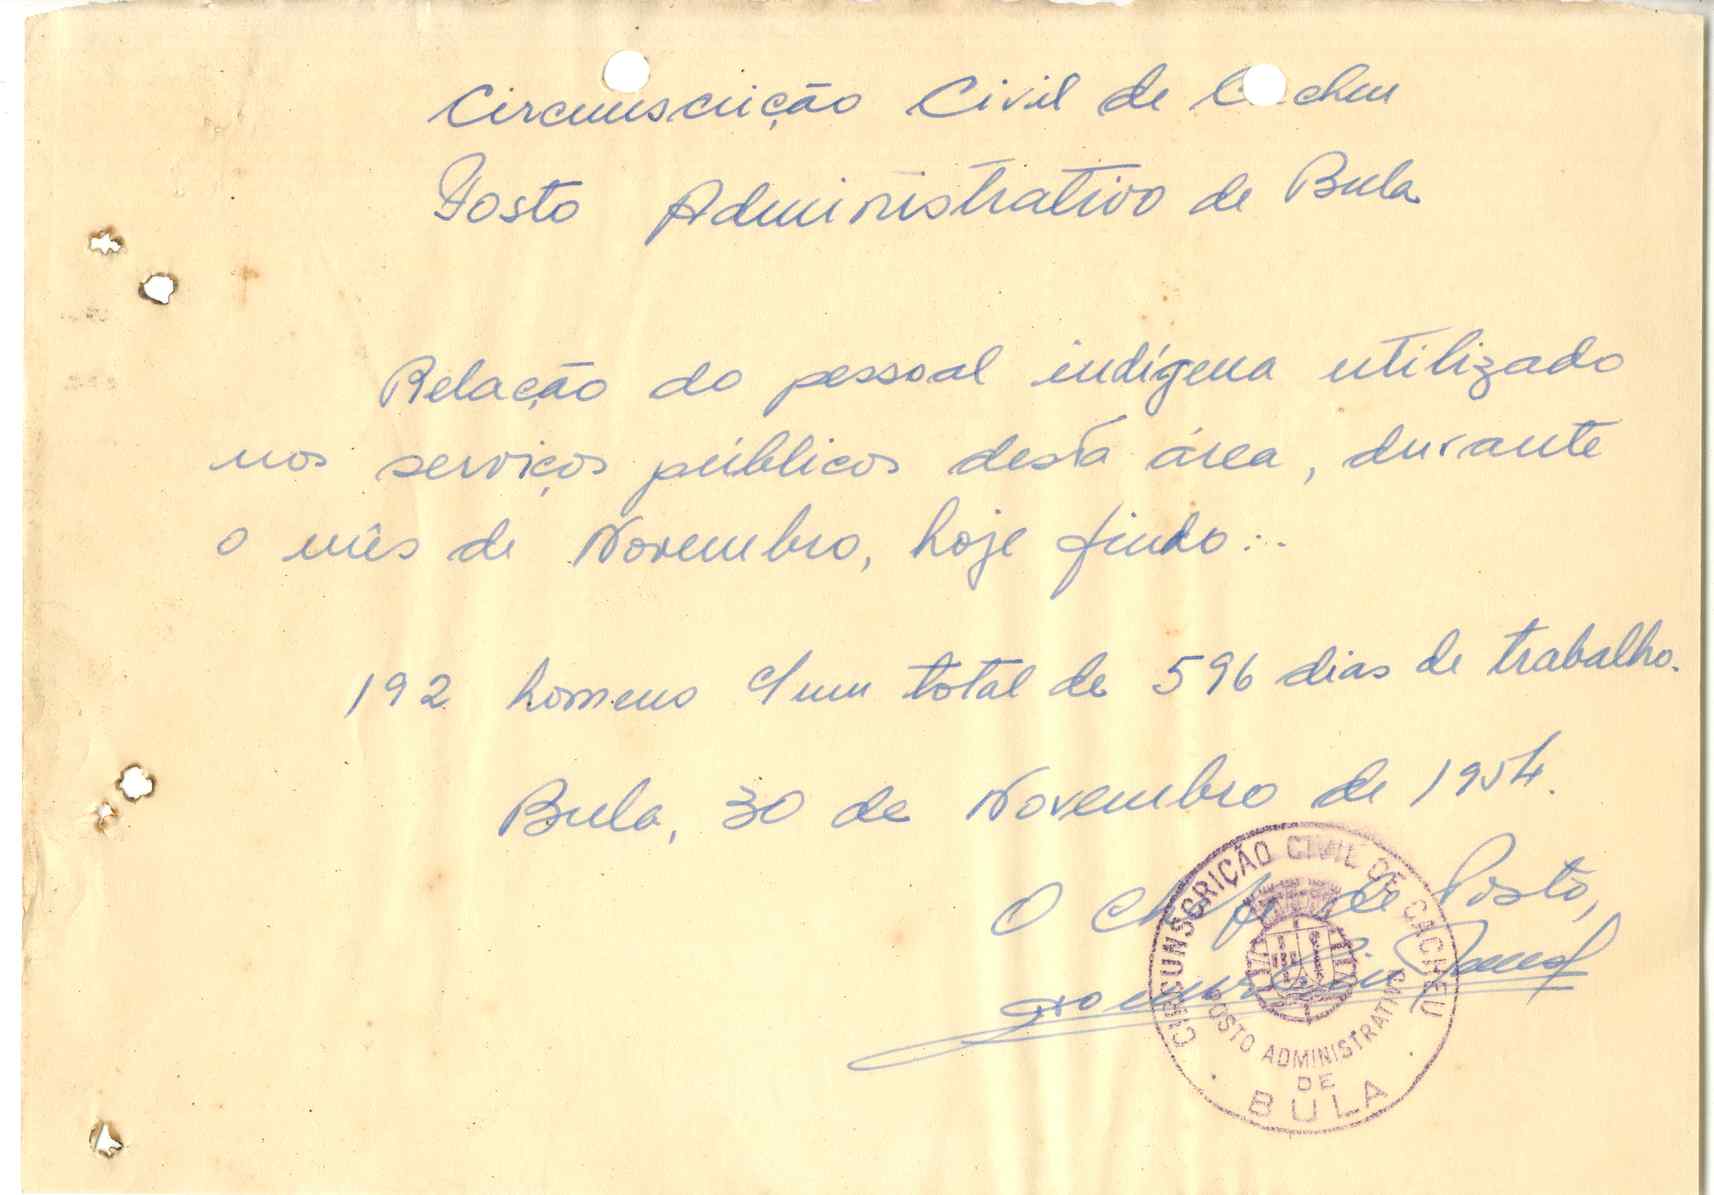 Circunscrição Civil de Cacheu
Posto Administrativo de Bula
Relação do pessoal indígena utilizado
nos serviços públicos desta área, durante
o mês de Novembro, hoje findo:.
192 homens c/um total de 596 dias de trabalho.
Bula, 30 de Novembro de 1954.
O Chefe de Posto,
CIRCUNSCRIÇÃO CIVIL DE CACHEU
POSTO ADMINISTRATIVO
DE
BULA